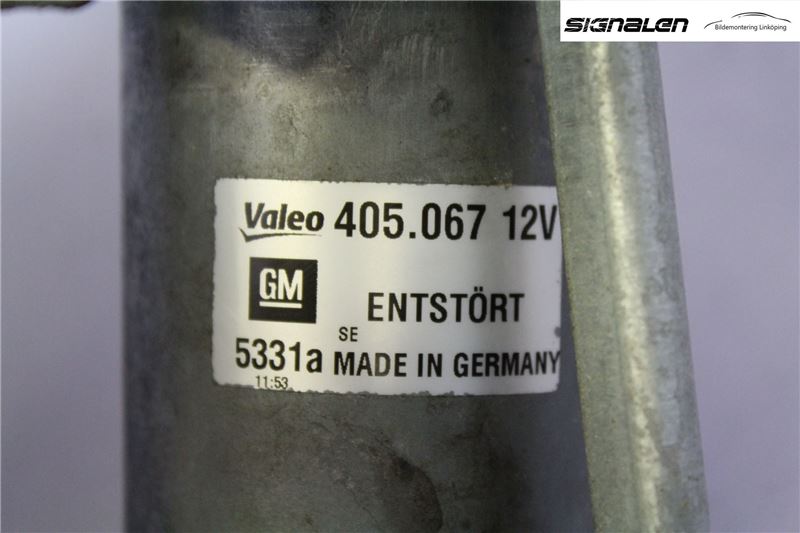 SIGNALEN
Bildemontering Linköping
Valeo 405.067 12V
GM ENTSTÖRT
SE
5331a MADE IN GERMANY
11:53